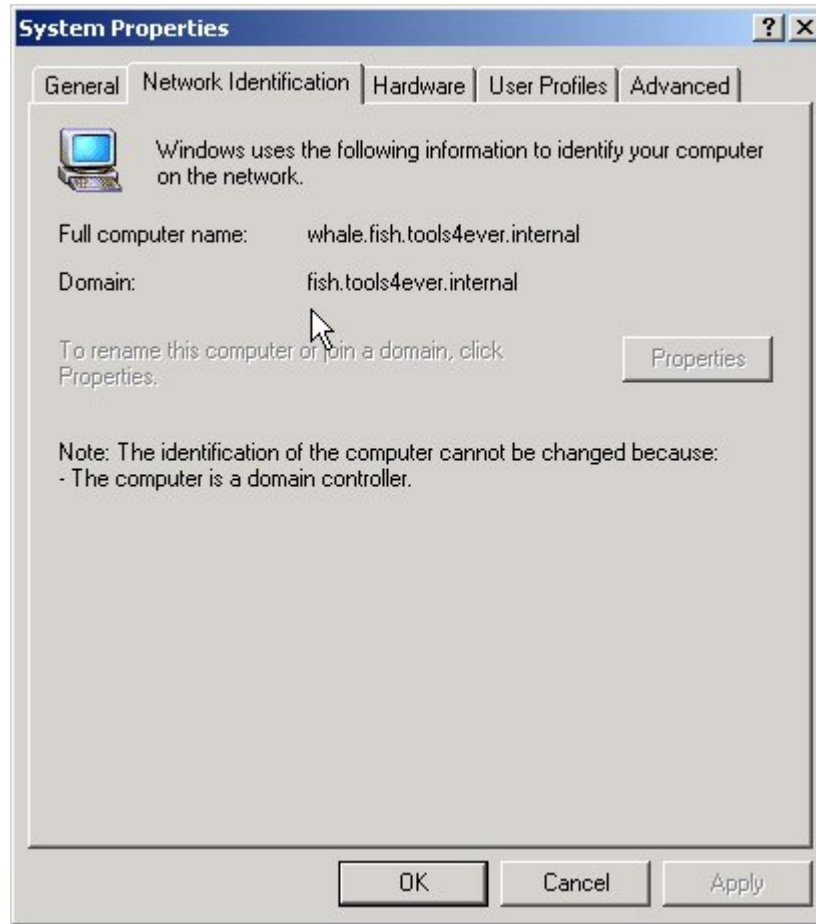 System Properties
General Network Identification Hardware User Profiles Advanced
Windows uses the following information to identify your computer
on the network.
Full computer name: whale.fish.tools4ever.internal
Domain: fish.tools4ever.internal
To rename this computer or join a domain, click
Properties.
Properties
Note: The identification of the computer cannot be changed because:
- The computer is a domain controller.
OK Cancel Apply